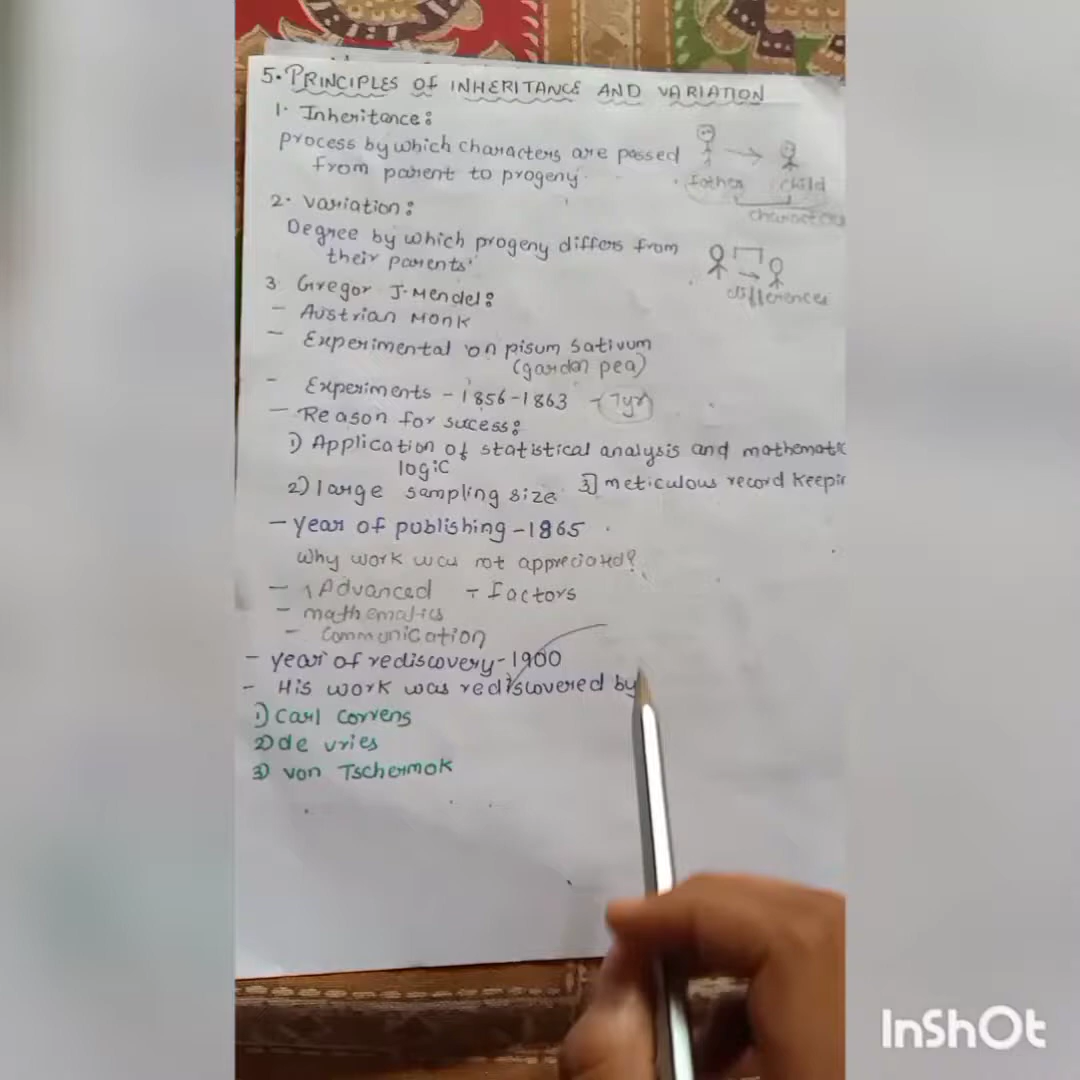 5. PRINCIPLES OF INHERITANCE AND VARIATION
1. Inheritance:
process by which characters are passed
from parent to progeny.
father child
characters
2. Variation:
Degree by which progeny differs from
their parents.
differences
3 Gregor J. Mendel:
- Austrian Monk
- Experimental on pisum sativum
(garden pea)
- Experiments - 1856-1863 - (7yr)
- Reason for sucess:
1) Application of statistical analysis and mathematic
logic
2) large sampling size 3] meticulous record keepin
- year of publishing - 1865
Why work was not appreciated?
- Advanced - factors
- mathematics
- communication
- year of rediscovery - 1900
- His work was rediscovered by
1) Carl Correns
2) de vries
3) von Tschermok
InShOt